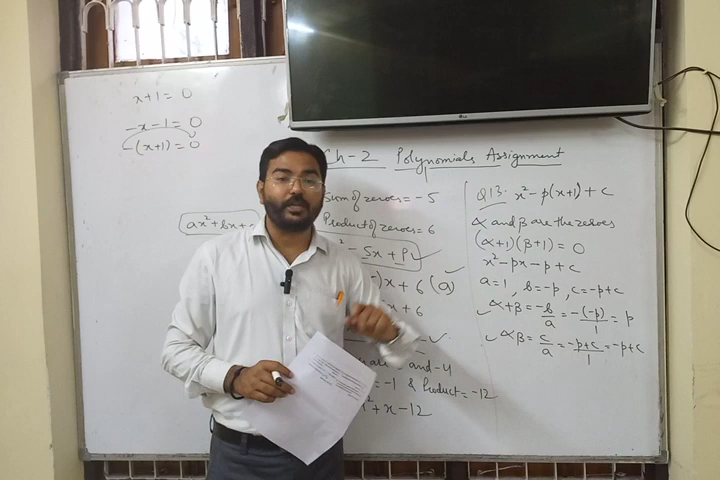 x+1 = 0
-x-1 = 0
-(x+1) = 0
Ch-2 Polynomials Assignment
ax²+bx+
Sum of zeroes = -5
Product of zeroes = 6
- Sx + P ✓
)x + 6 (a) ✓
x + 6
and -4
= -1 & Product = -12
+ x - 12
Q13. x² - p(x+1) + c
α and β are the zeroes
(α+1)(β+1) = 0
x² - px - p + c
a=1, b=-p, c=-p+c
✓ α+β = -b/a = -(-p)/1 = p
✓ αβ = c/a = -p+c/1 = -p+c
LG